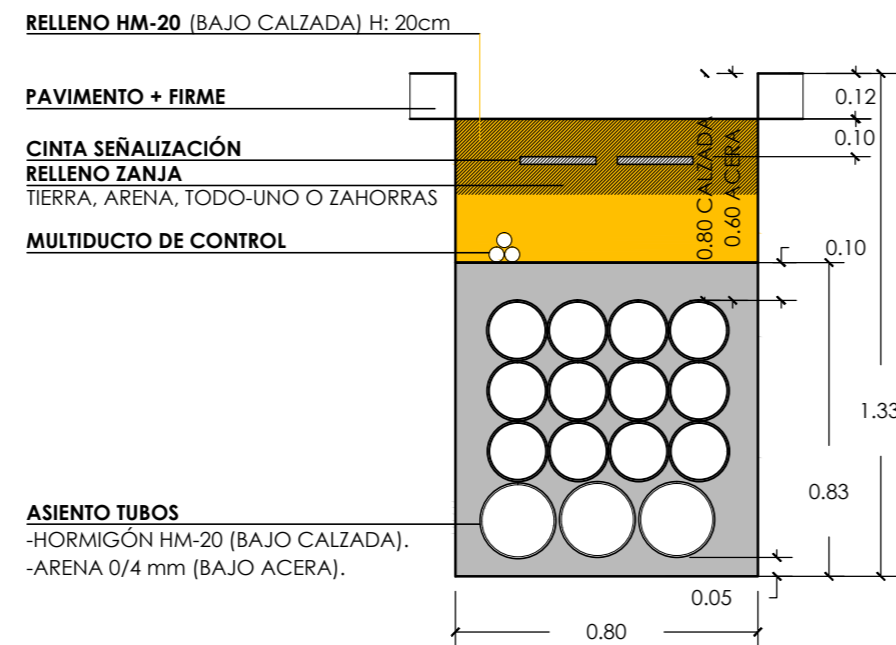 RELLENO HM-20 (BAJO CALZADA) H: 20cm
PAVIMENTO + FIRME
CINTA SEÑALIZACIÓN
RELLENO ZANJA
TIERRA, ARENA, TODO-UNO O ZAHORRAS
MULTIDUCTO DE CONTROL
ASIENTO TUBOS
-HORMIGÓN HM-20 (BAJO CALZADA).
-ARENA 0/4 mm (BAJO ACERA).
0.80 CALZADA
0.60 ACERA
0.12
0.10
0.10
1.33
0.83
0.05
0.80